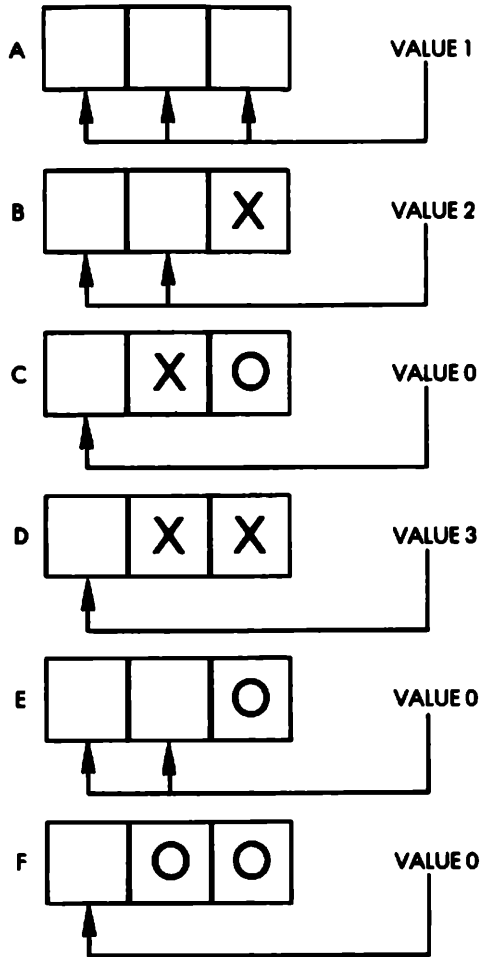 A VALUE 1
B X VALUE 2
C X O VALUE 0
D X X VALUE 3
E O VALUE 0
F O O VALUE 0